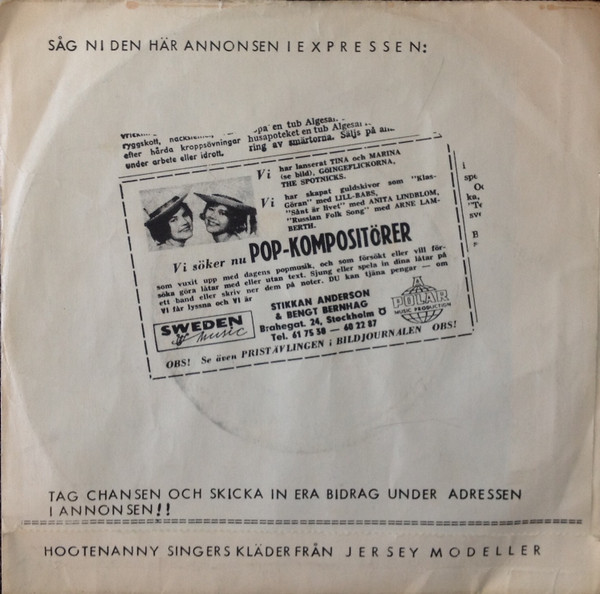 SÅG NI DEN HÄR ANNONSEN I EXPRESSEN:
en tub Algesal
ryggskott,
husapoteket en tub Algesal
efter hårda kroppsövningar
ring av smärtorna. Säljs på
under arbete eller idrott.
Vi har lanserat TINA och MARINA
(se bild), GÖINGEFLICKORNA,
THE SPOTNICKS.
Vi har skapat guldskivor som "Klas-
Göran" med LILL-BABS,
"Sånt är livet" med ANITA LINDBLOM,
"Russian Folk Song" med ARNE LAM-
BERTH.
Vi söker nu POP-KOMPOSITÖRER
som vuxit upp med dagens popmusik, och som försökt eller vill för-
söka göra låtar med eller utan text. Sjung eller spela in dina låtar på
ett band eller skriv ner dem på noter. DU kan tjäna pengar — om
Vi får lyssna och Vi är
STIKKAN ANDERSON
& BENGT BERNHAG
Brahegat. 24, Stockholm Ö
Tel. 61 75 38 — 60 22 87
SWEDEN
music
A
POLAR
MUSIC PRODUCTION
OBS! Se även PRISTÄVLINGEN i BILDJOURNALEN OBS!
TAG CHANSEN OCH SKICKA IN ERA BIDRAG UNDER ADRESSEN
I ANNONSEN!!
HOOTENANNY SINGERS KLÄDER FRÅN JERSEY MODELLER